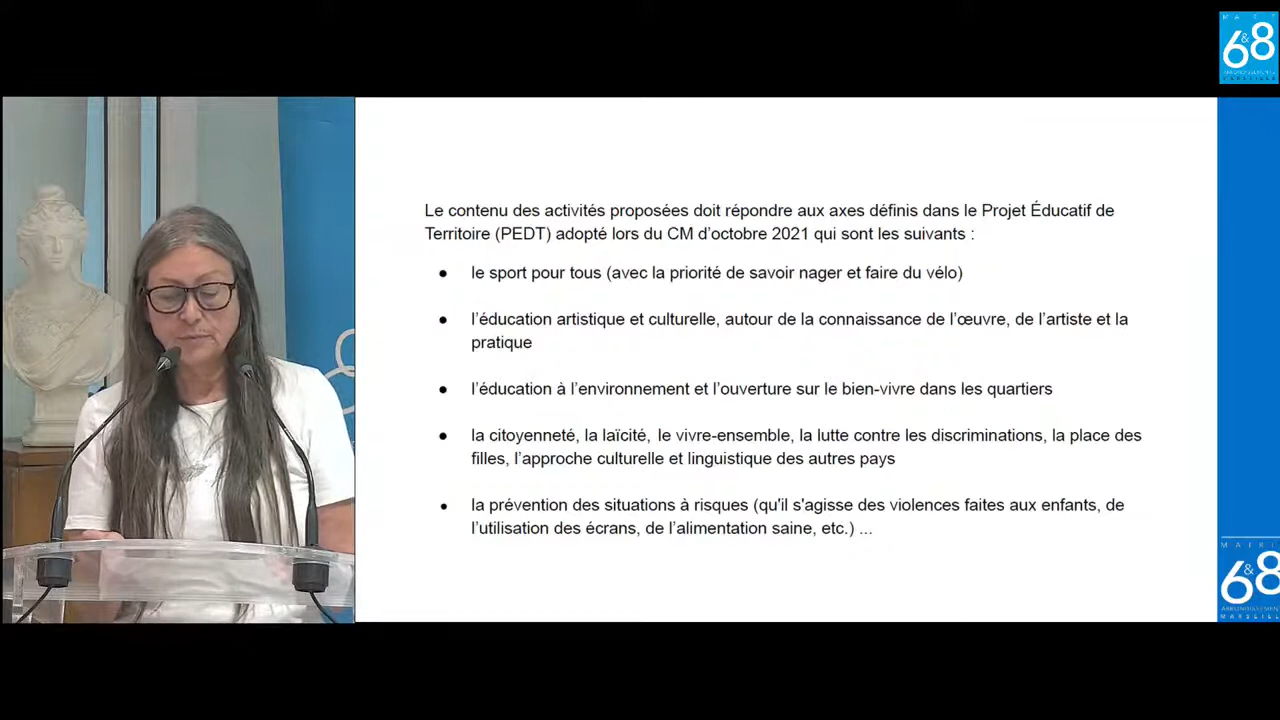 MAIRIE
6&8
ARRONDISSEMENTS
MARSEILLE
Le contenu des activités proposées doit répondre aux axes définis dans le Projet Éducatif de
Territoire (PEDT) adopté lors du CM d’octobre 2021 qui sont les suivants :
● le sport pour tous (avec la priorité de savoir nager et faire du vélo)
● l’éducation artistique et culturelle, autour de la connaissance de l’œuvre, de l’artiste et la
pratique
● l’éducation à l’environnement et l’ouverture sur le bien-vivre dans les quartiers
● la citoyenneté, la laïcité, le vivre-ensemble, la lutte contre les discriminations, la place des
filles, l’approche culturelle et linguistique des autres pays
● la prévention des situations à risques (qu'il s'agisse des violences faites aux enfants, de
l’utilisation des écrans, de l’alimentation saine, etc.) ...
MAIRI
6&8
ARRONDISSEMENT
MARSEILL